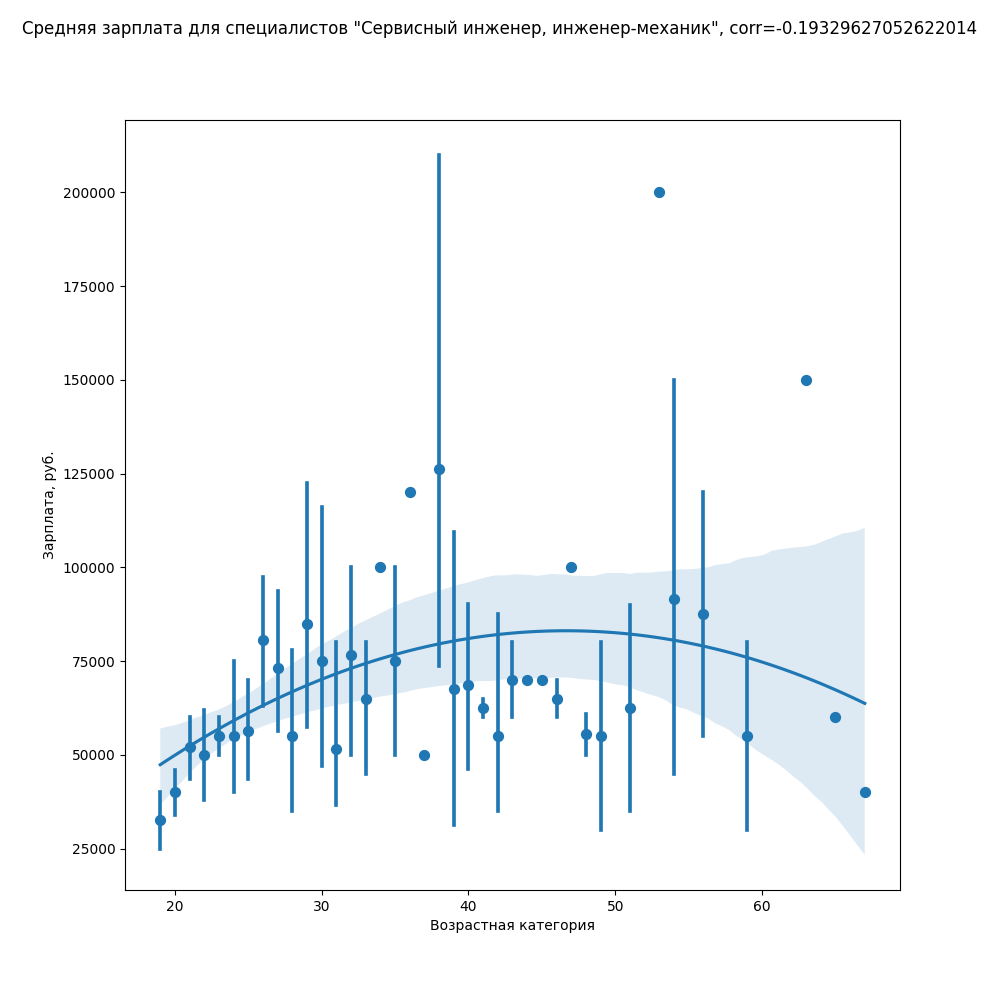 Средняя зарплата для специалистов "Сервисный инженер, инженер-механик", corr=-0.19329627052622014
200000
175000
150000
125000
100000
75000
50000
25000
Зарплата, руб.
20 30 40 50 60
Возрастная категория